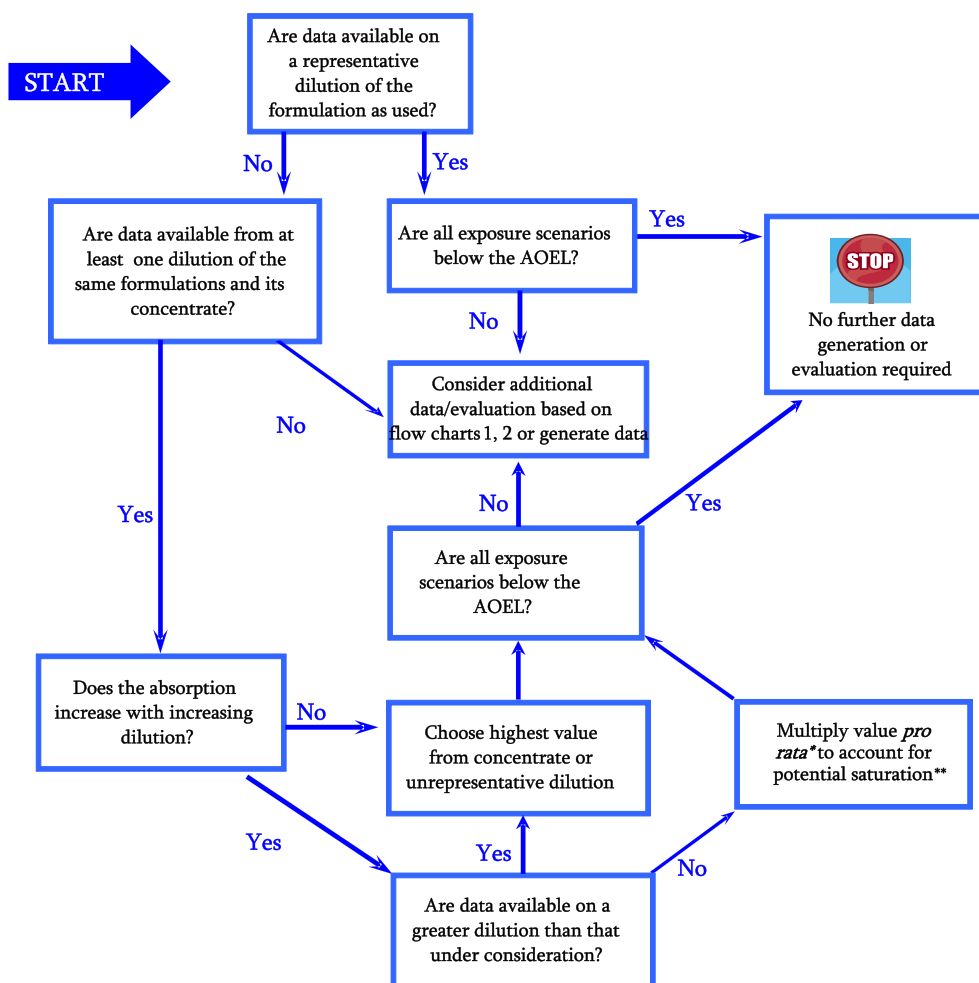 START
Are data available on
a representative
dilution of the
formulation as used?
No
Yes
Are data available from at
least one dilution of the
same formulations and its
concentrate?
Are all exposure scenarios
below the AOEL?
Yes
STOP
No further data
generation or
evaluation required
No
Consider additional
data/evaluation based on
flow charts 1, 2 or generate data
No
Yes
No
Yes
Are all exposure
scenarios below the
AOEL?
Does the absorption
increase with increasing
dilution?
No
Choose highest value
from concentrate or
unrepresentative dilution
Multiply value pro
rata* to account for
potential saturation**
Yes
Yes
No
Are data available on a
greater dilution than that
under consideration?